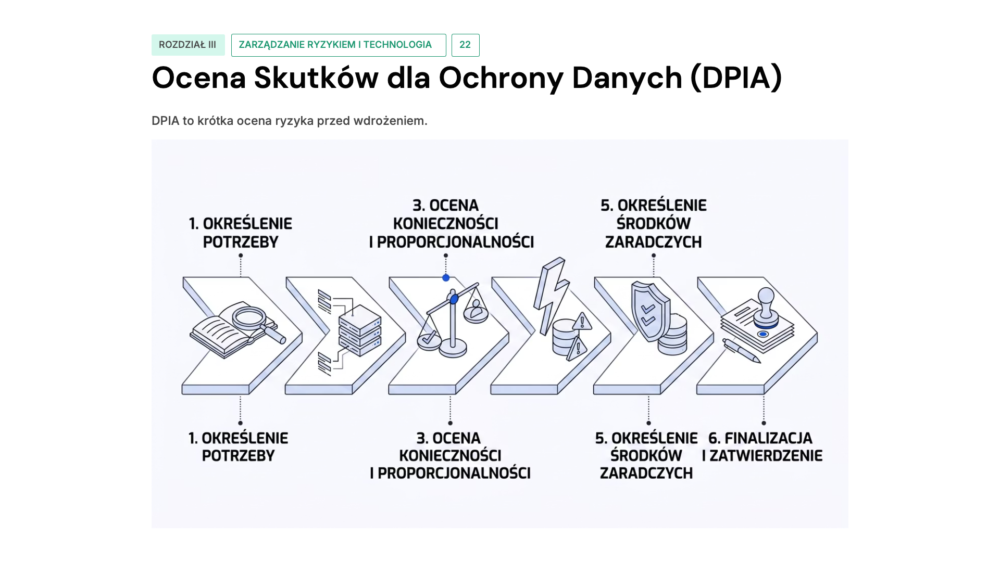 ROZDZIAŁ III
ZARZĄDZANIE RYZYKIEM I TECHNOLOGIA
22
Ocena Skutków dla Ochrony Danych (DPIA)
DPIA to krótka ocena ryzyka przed wdrożeniem.
1. OKREŚLENIE
POTRZEBY
3. OCENA
KONIECZNOŚCI
I PROPORCJONALNOŚCI
5. OKREŚLENIE
ŚRODKÓW
ZARADCZYCH
1. OKREŚLENIE
POTRZEBY
3. OCENA
KONIECZNOŚCI
I PROPORCJONALNOŚCI
5. OKREŚLENIE
ŚRODKÓW
ZARADCZYCH
6. FINALIZACJA
I ZATWIERDZENIE